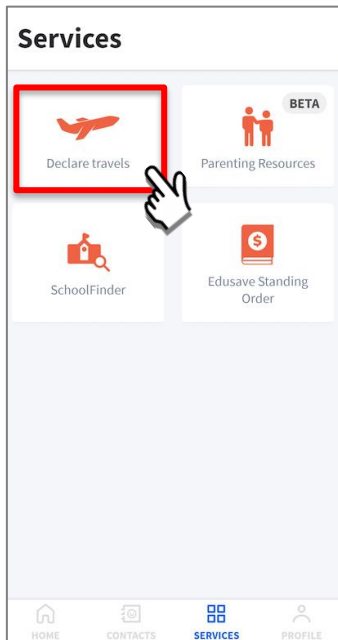 Services
Declare travels
BETA
Parenting Resources
SchoolFinder
Edusave Standing
Order
HOME
CONTACTS
SERVICES
PROFILE